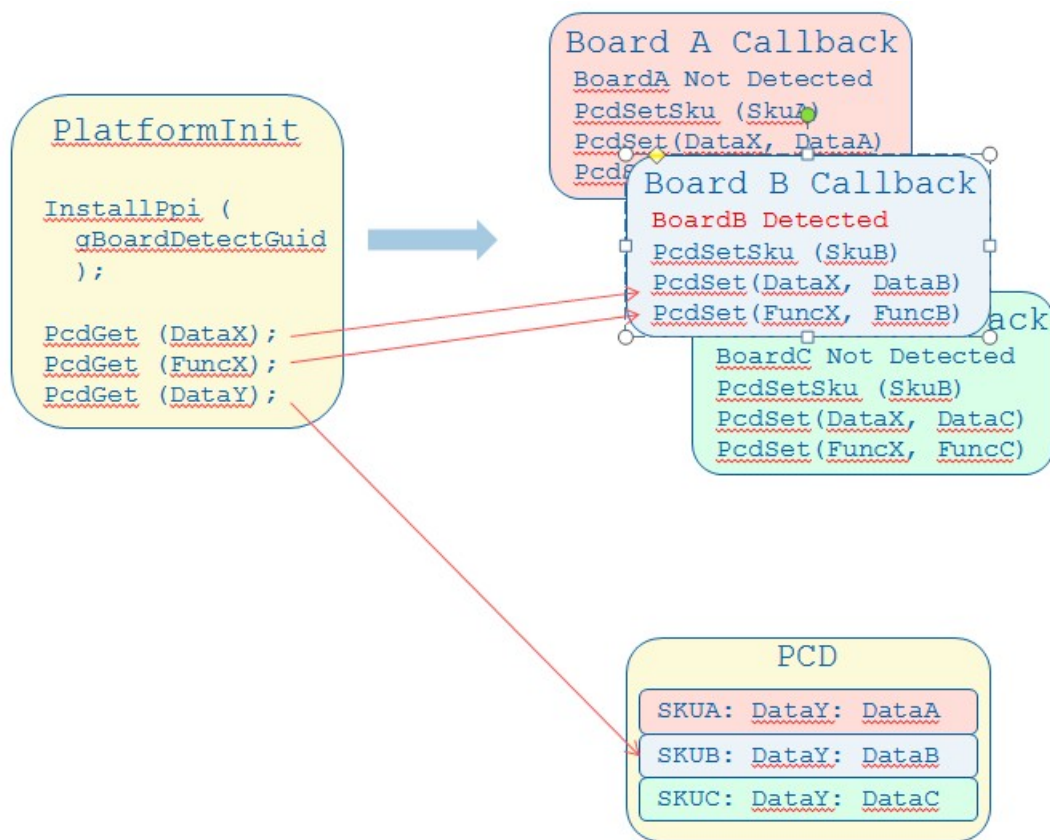 PlatformInit
InstallPpi (
gBoardDetectGuid
);
PcdGet (DataX);
PcdGet (FuncX);
PcdGet (DataY);
Board A Callback
BoardA Not Detected
PcdSetSku (SkuA)
PcdSet(DataX, DataA)
Board B Callback
BoardB Detected
PcdSetSku (SkuB)
PcdSet(DataX, DataB)
PcdSet(FuncX, FuncB)
ack
BoardC Not Detected
PcdSetSku (SkuB)
PcdSet(DataX, DataC)
PcdSet(FuncX, FuncC)
PCD
SKUA: DataY: DataA
SKUB: DataY: DataB
SKUC: DataY: DataC